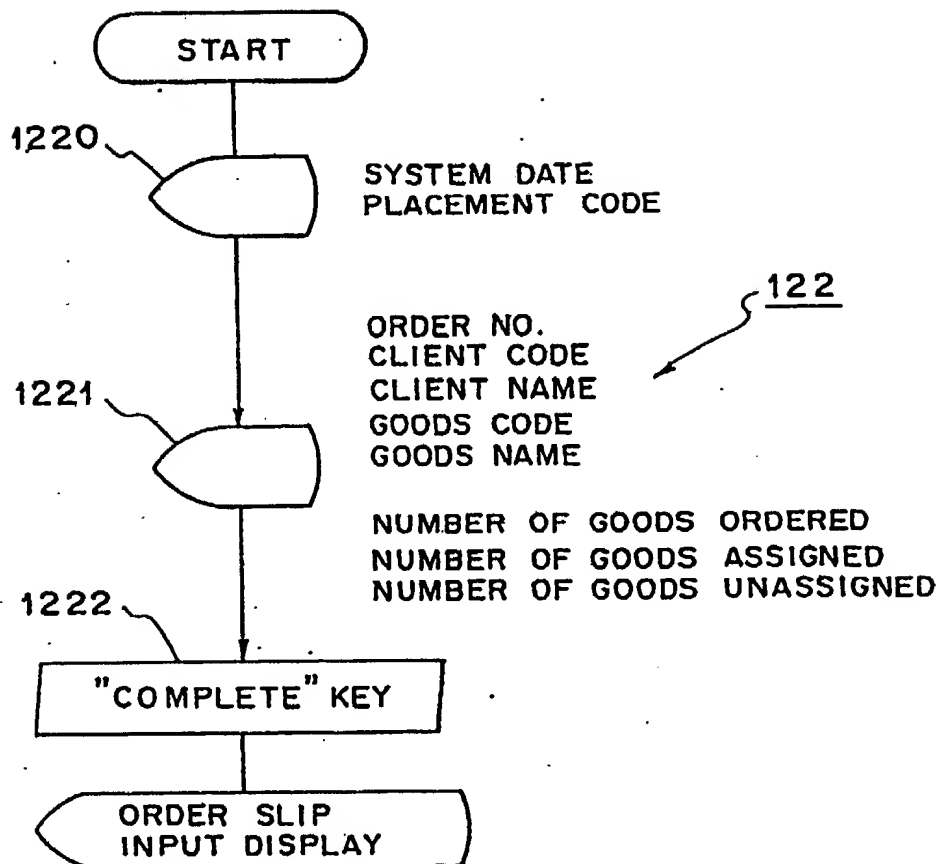 START
1220
SYSTEM DATE
PLACEMENT CODE
122
ORDER NO.
CLIENT CODE
CLIENT NAME
1221
GOODS CODE
GOODS NAME
NUMBER OF GOODS ORDERED
NUMBER OF GOODS ASSIGNED
NUMBER OF GOODS UNASSIGNED
1222
"COMPLETE" KEY
ORDER SLIP
INPUT DISPLAY